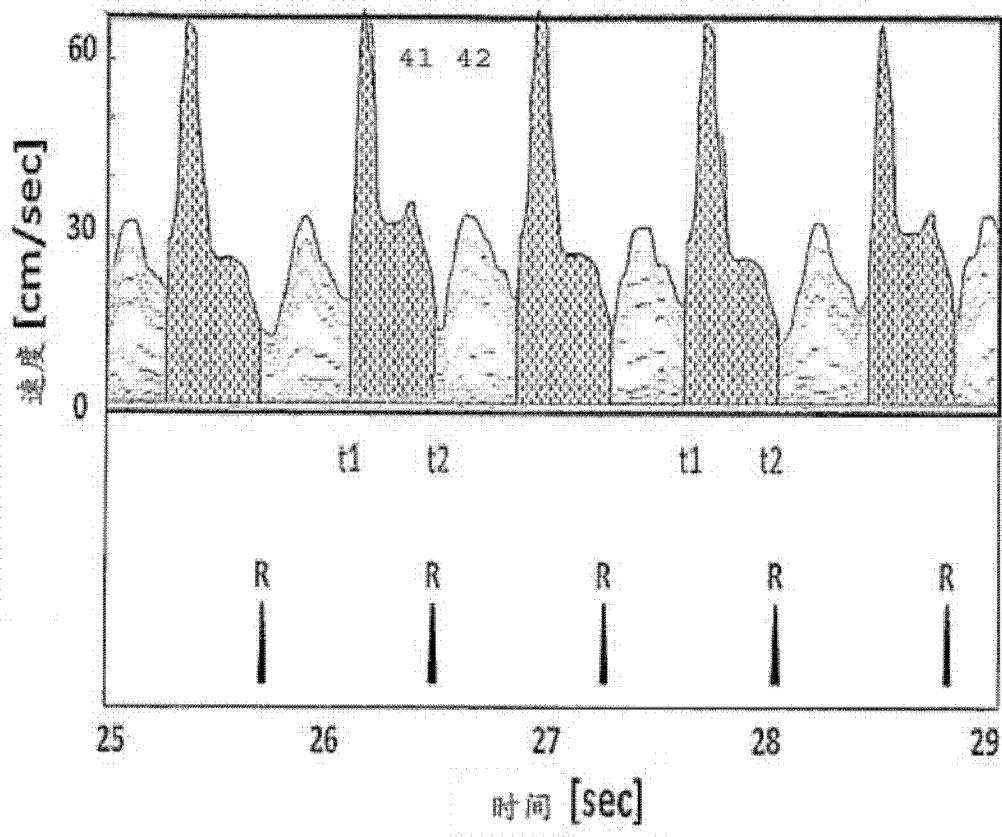 60
41 42
30
0
速度 [cm/sec]
t1 t2 t1 t2
R R R R R
25 26 27 28 29
时间 [sec]